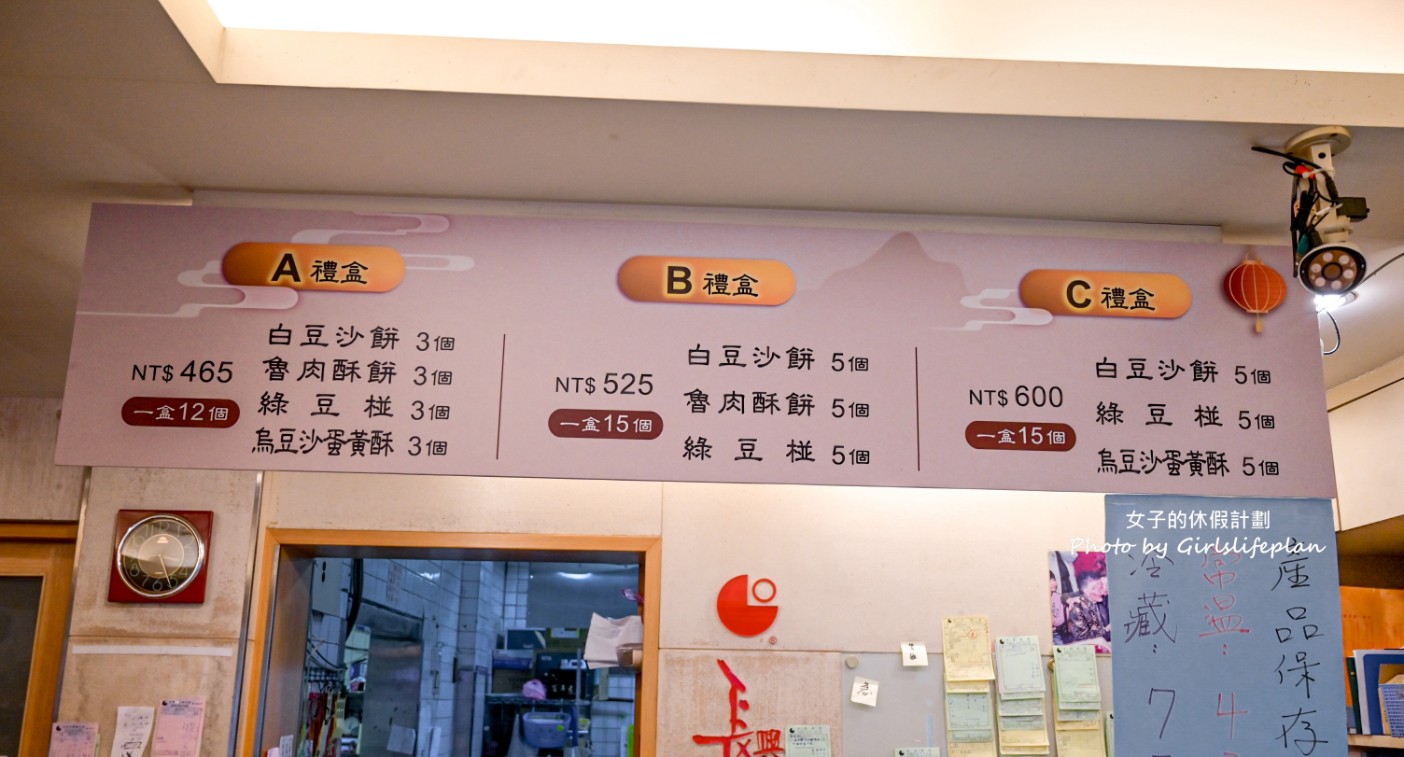 A 禮盒
NT$ 465
一盒12個
白豆沙餅 3個
魯肉酥餅 3個
綠豆椪 3個
烏豆沙蛋黃酥 3個
B 禮盒
NT$ 525
一盒15個
白豆沙餅 5個
魯肉酥餅 5個
綠豆椪 5個
C 禮盒
NT$ 600
一盒15個
白豆沙餅 5個
綠豆椪 5個
烏豆沙蛋黃酥 5個
女子的休假計劃
Photo by Girlslifeplan
產品保存
常溫：4
冷藏：7
長興
急